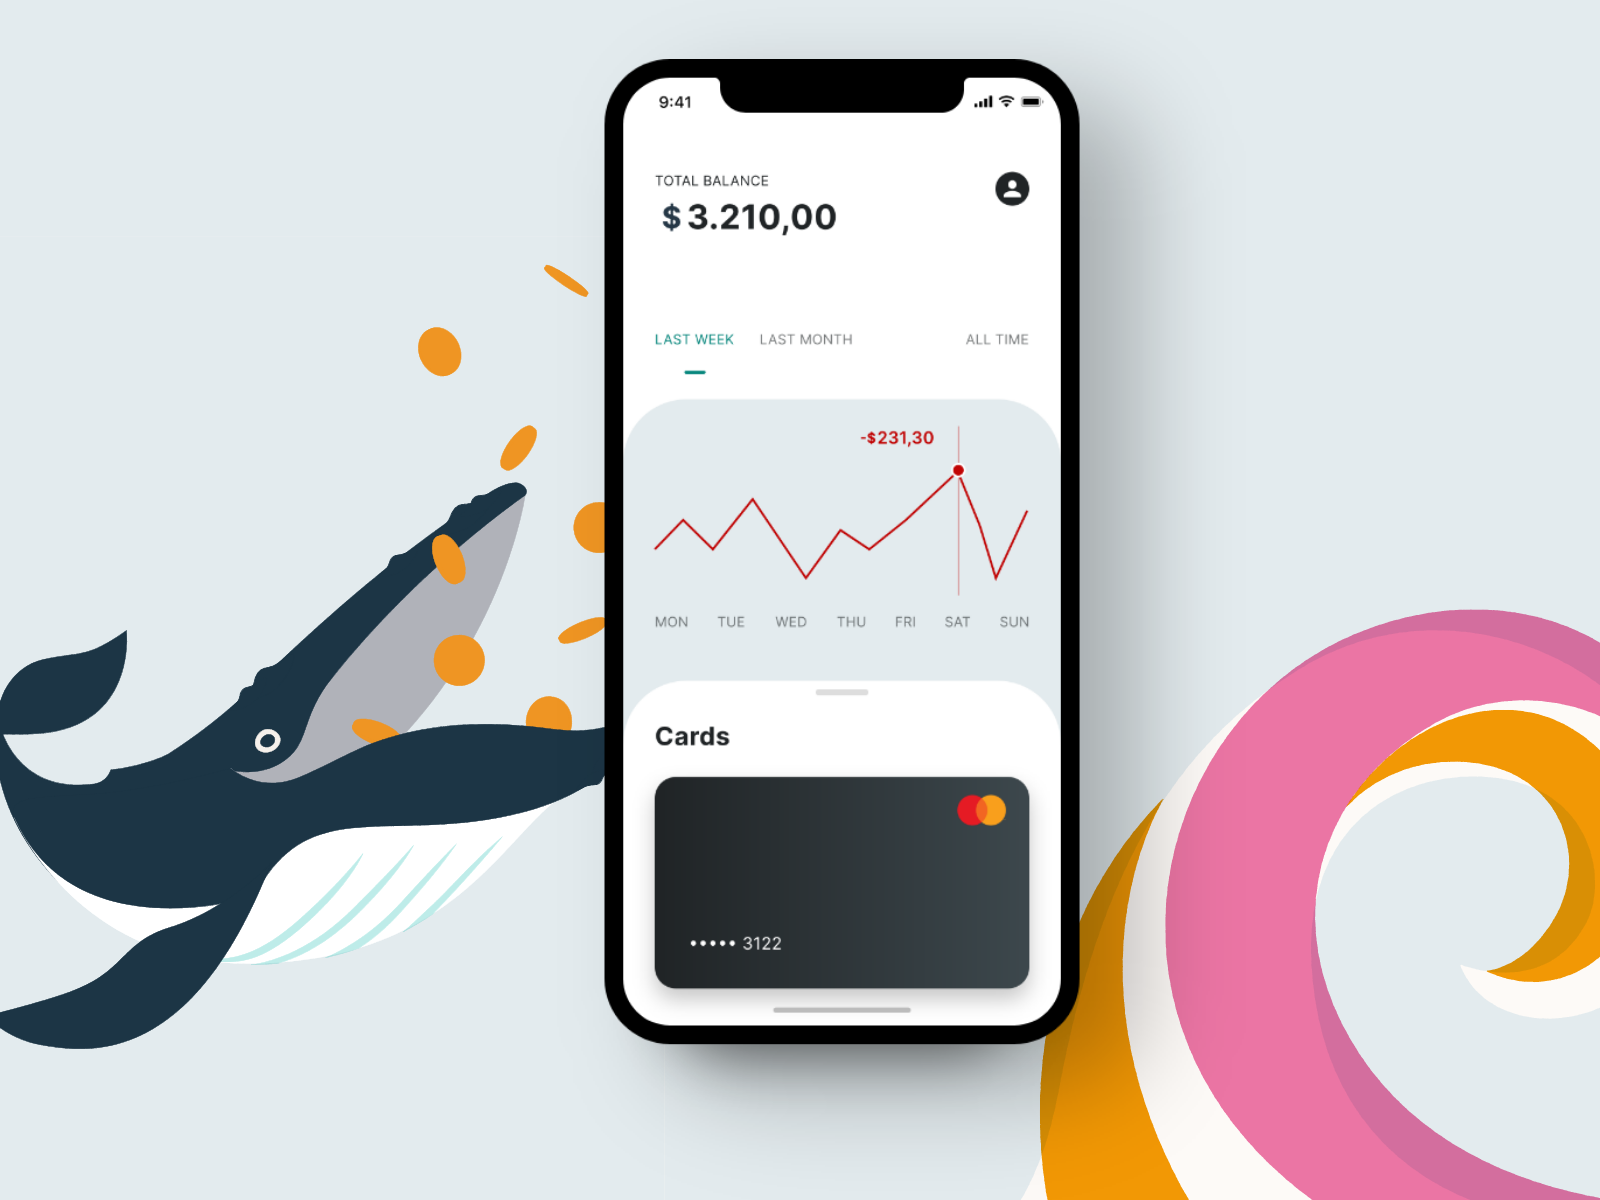 9:41
TOTAL BALANCE
$ 3.210,00
LAST WEEK LAST MONTH ALL TIME
-$231,30
MON TUE WED THU FRI SAT SUN
Cards
••••• 3122